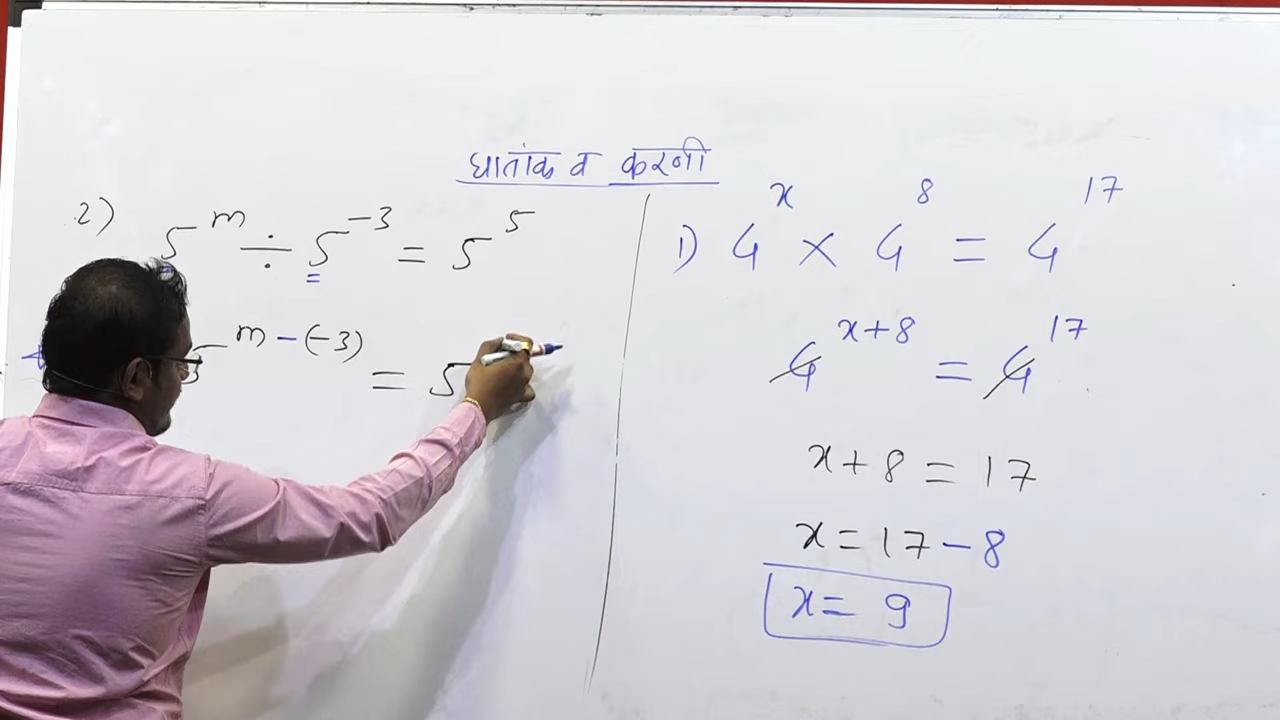 घातांक व करणी
2) 5^m ÷ 5^-3 = 5^5
5^m-(-3) = 5
1) 4^x × 4^8 = 4^17
4^x+8 = 4^17
x+8 = 17
x = 17 - 8
x = 9